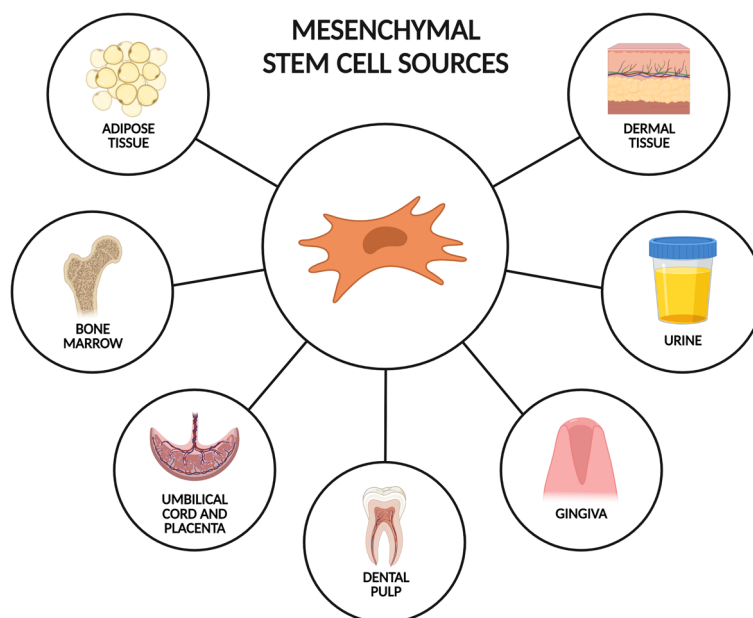 MESENCHYMAL
STEM CELL SOURCES
ADIPOSE
TISSUE
DERMAL
TISSUE
BONE
MARROW
URINE
UMBILICAL
CORD AND
PLACENTA
GINGIVA
DENTAL
PULP